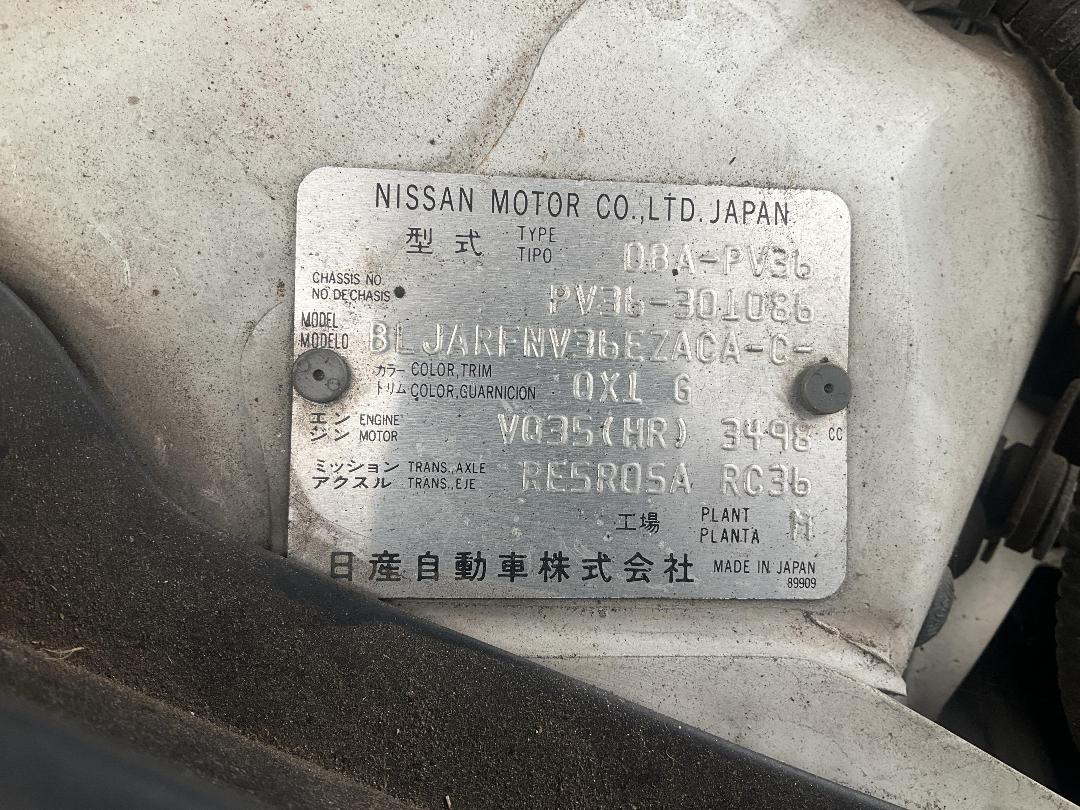 NISSAN MOTOR CO.,LTD. JAPAN
型式 TYPE TIPO DBA-PV36
CHASSIS NO. NO. DE CHASIS PV36-301086
MODEL MODELO BLJARFNV36EZACA-C-
カラー COLOR,TRIM トリム COLOR,GUARNICION QX1 G
エンジン ENGINE MOTOR VQ35(HR) 3498 CC
ミッション TRANS.,AXLE アクスル TRANS.,EJE RE5R05A RC36
工場 PLANT PLANTA M
日産自動車株式会社 MADE IN JAPAN
89909